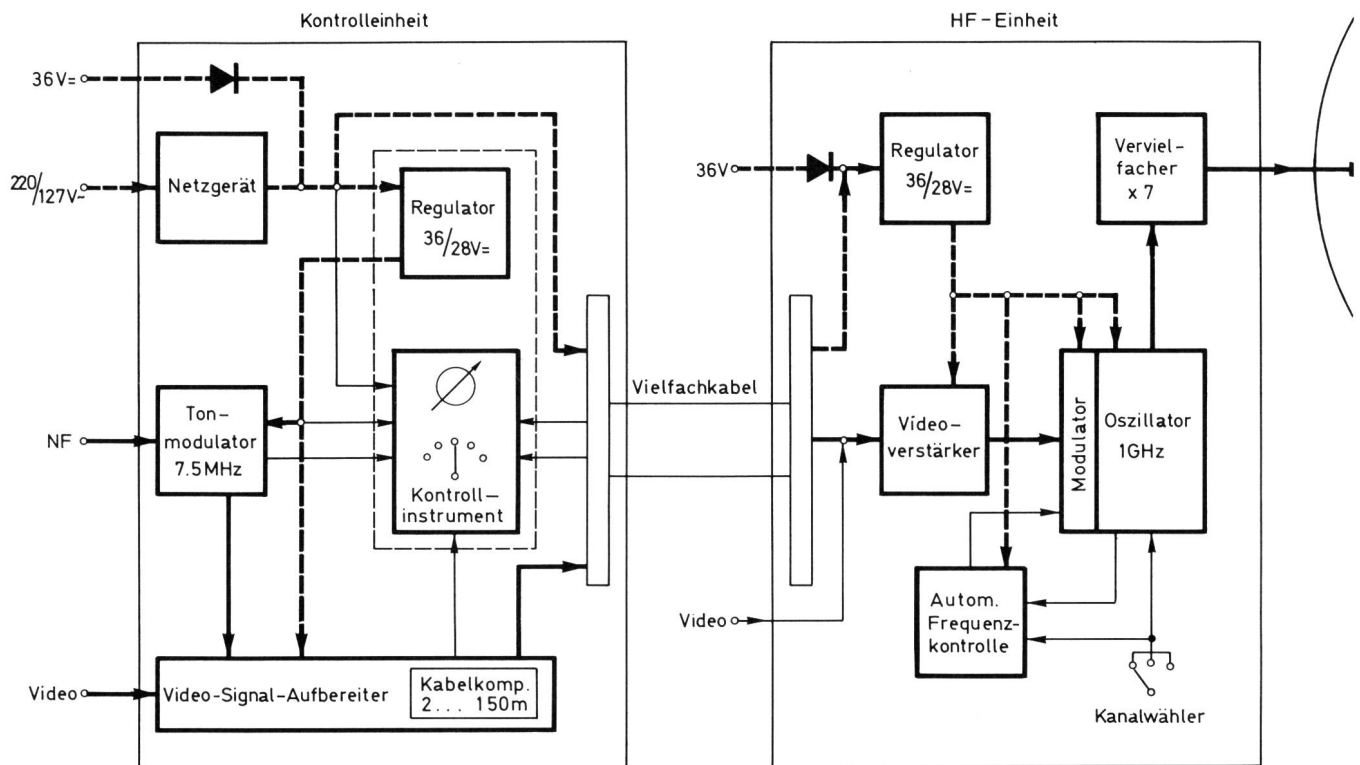 Kontrolleinheit
36V=
220/127V~
Netzgerät
Regulator
36/28V=
NF
Ton-
modulator
7.5MHz
Kontroll-
instrument
Video
Video-Signal-Aufbereiter
Kabelkomp.
2... 150m
Vielfachkabel
HF-Einheit
36V
Regulator
36/28V=
Verviel-
facher
x 7
Video-
verstärker
Modulator
Oszillator
1GHz
Video
Autom.
Frequenz-
kontrolle
Kanalwähler